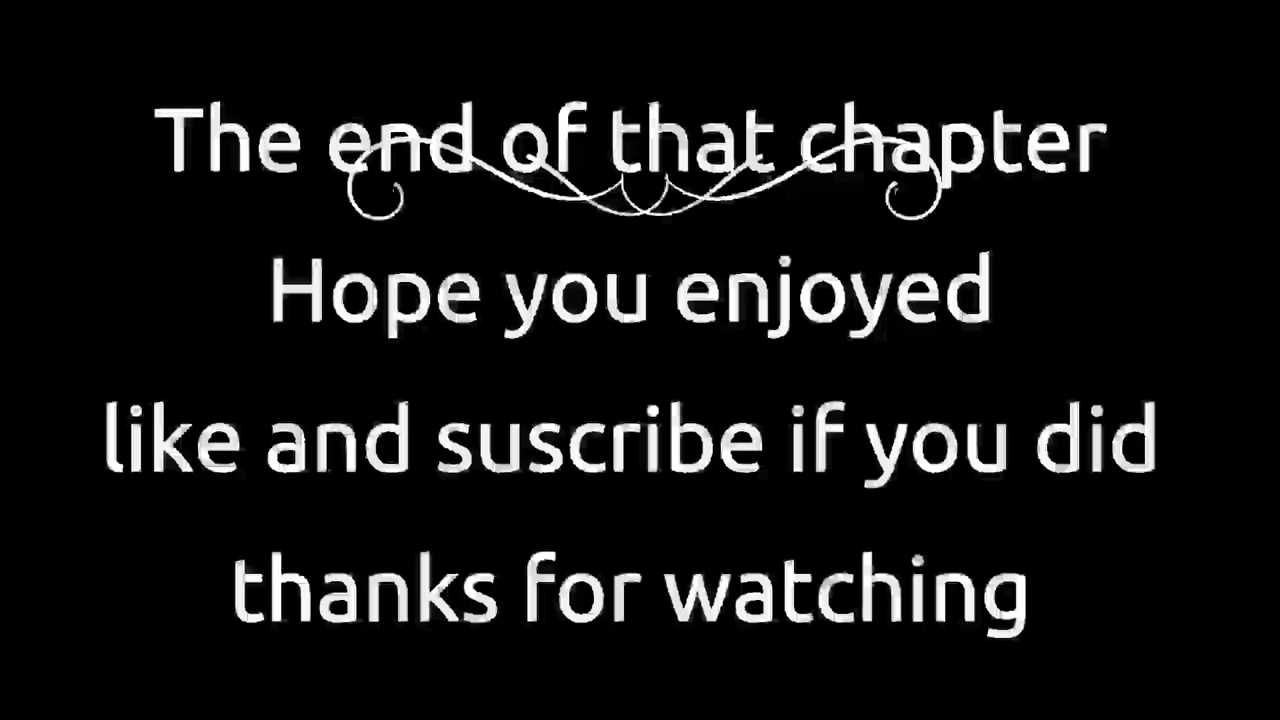 The end of that chapter
Hope you enjoyed
like and suscribe if you did
thanks for watching